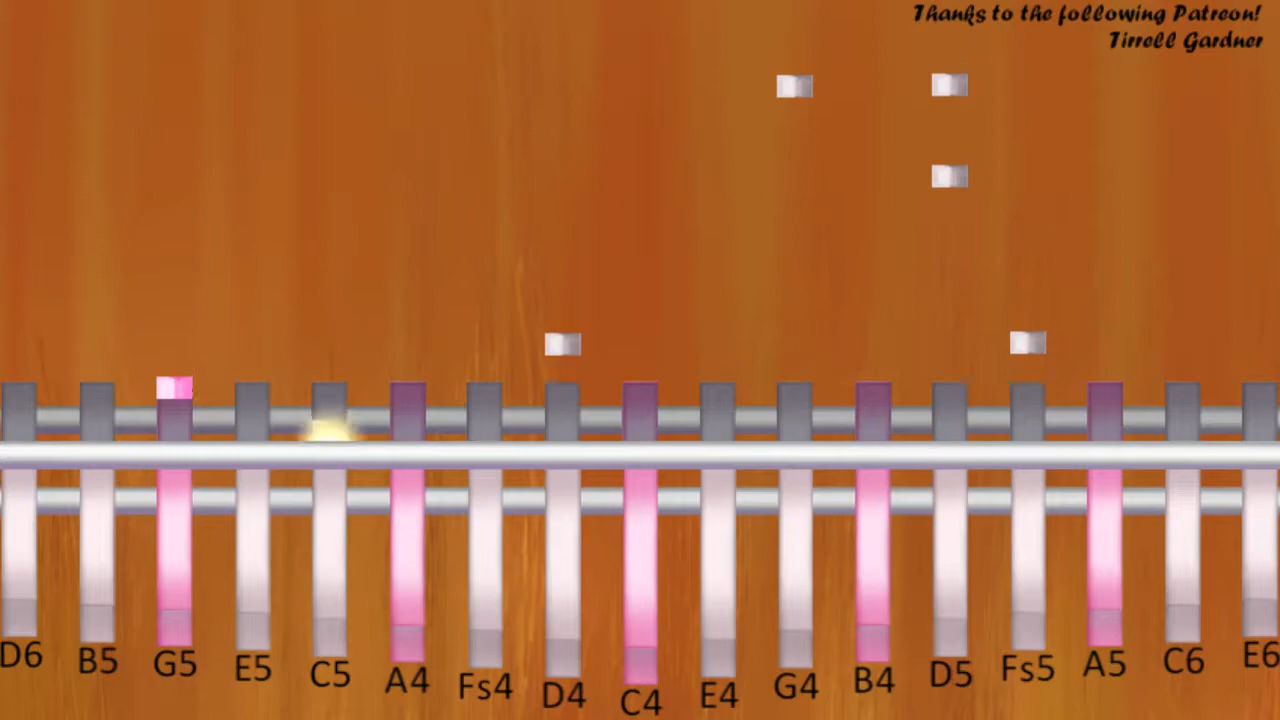 Thanks to the following Patreon!
Tirrell Gardner
D6 B5 G5 E5 C5 A4 Fs4 D4 C4 E4 G4 B4 D5 Fs5 A5 C6 E6